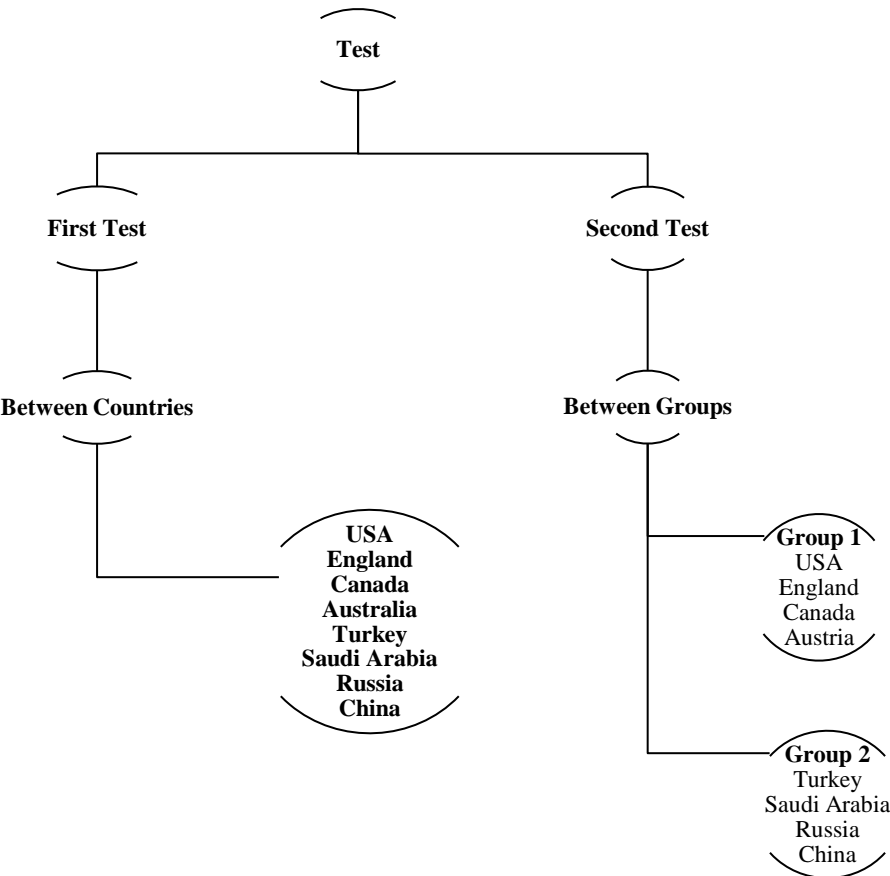 Test
First Test
Second Test
Between Countries
Between Groups
USA
England
Canada
Australia
Turkey
Saudi Arabia
Russia
China
Group 1
USA
England
Canada
Austria
Group 2
Turkey
Saudi Arabia
Russia
China